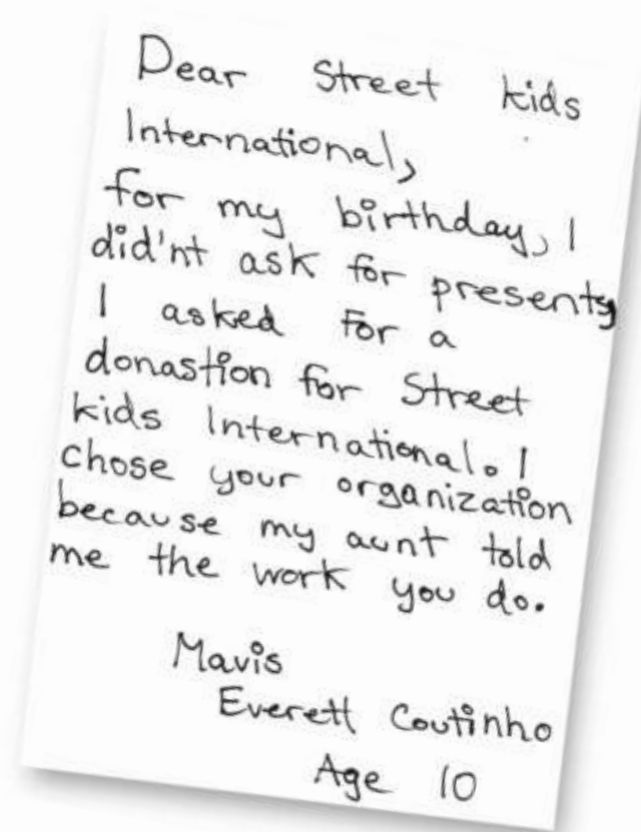 Dear Street kids
International,
for my birthday, I
did'nt ask for presents
I asked for a
donastion for Street
kids International. I
chose your organization
because my aunt told
me the work you do.
Mavis
Everett Coutinho
Age 10